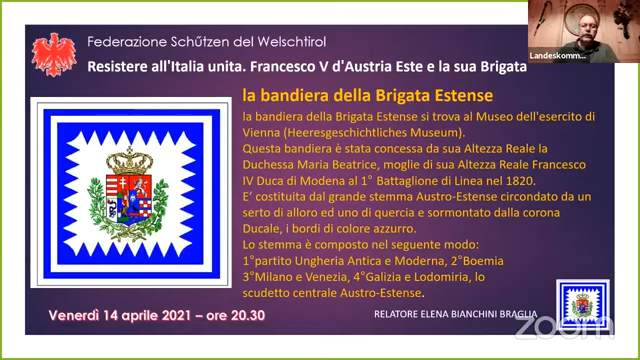 Federazione Schűtzen del Welschtirol
Resistere all'Italia unita. Francesco V d'Austria Este e la sua Brigata
Landeskomm...
la bandiera della Brigata Estense
la bandiera della Brigata Estense si trova al Museo dell'esercito di
Vienna (Heeresgeschichtliches Museum).
Questa bandiera è stata concessa da sua Altezza Reale la
Duchessa Maria Beatrice, moglie di sua Altezza Reale Francesco
IV Duca di Modena al 1° Battaglione di Linea nel 1820.
E' costituita dal grande stemma Austro-Estense circondato da un
serto di alloro ed uno di quercia e sormontato dalla corona
Ducale, i bordi di colore azzurro.
Lo stemma è composto nel seguente modo:
1°partito Ungheria Antica e Moderna, 2°Boemia
3°Milano e Venezia, 4°Galizia e Lodomiria, lo
scudetto centrale Austro-Estense.
Venerdì 14 aprile 2021 – ore 20.30
RELATORE ELENA BIANCHINI BRAGLIA
zoom